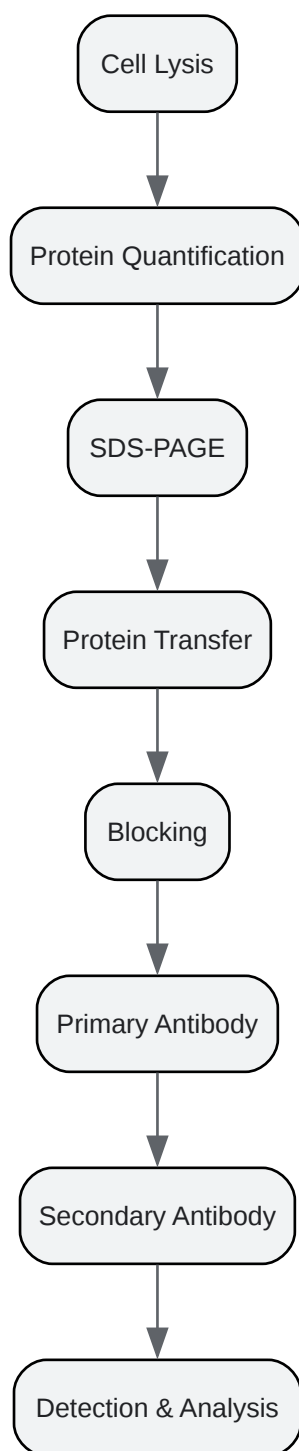 Cell Lysis
Protein Quantification
SDS-PAGE
Protein Transfer
Blocking
Primary Antibody
Secondary Antibody
Detection & Analysis